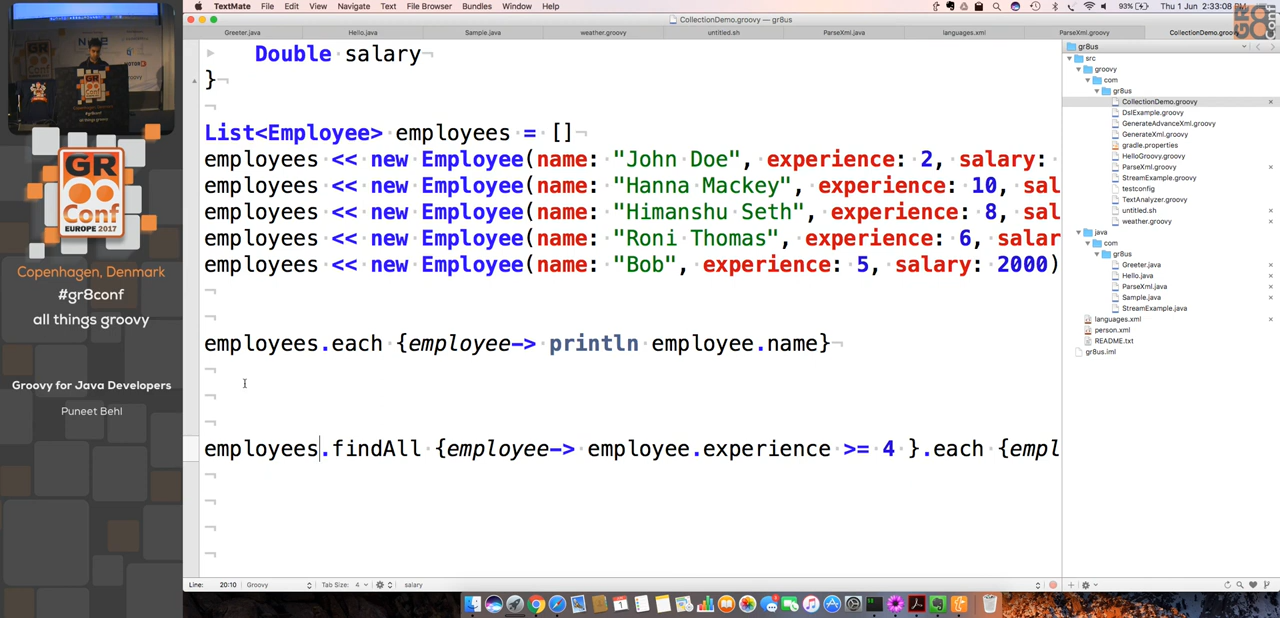 TextMate File Edit View Navigate Text File Browser Bundles Window Help
93% Thu 1 Jun 2:33:08 PM
CollectionDemo.groovy — gr8us
Greeter.java Hello.java Sample.java weather.groovy untitled.sh ParseXml.java languages.xml ParseXml.groovy CollectionDemo.groovy
Double salary
}
List<Employee> employees = []
employees << new Employee(name: "John Doe", experience: 2, salary:
employees << new Employee(name: "Hanna Mackey", experience: 10, sal
employees << new Employee(name: "Himanshu Seth", experience: 8, sal
employees << new Employee(name: "Roni Thomas", experience: 6, salar
employees << new Employee(name: "Bob", experience: 5, salary: 2000)
employees.each {employee-> println employee.name}
employees.findAll {employee-> employee.experience >= 4 }.each {empl
Line: 20:10 Groovy Tab Size: 4 salary
gr8us
src
groovy
com
gr8us
CollectionDemo.groovy
DslExample.groovy
GenerateAdvanceXml.groovy
GenerateXml.groovy
gradle.properties
HelloGroovy.groovy
ParseXml.groovy
StreamExample.groovy
testconfig
TextAnalyzer.groovy
untitled.sh
weather.groovy
java
com
gr8us
Greeter.java
Hello.java
ParseXml.java
Sample.java
StreamExample.java
languages.xml
person.xml
README.txt
gr8us.iml
GR
Conf
EUROPE 2017
Copenhagen, Denmark
#gr8conf
all things groovy
Groovy for Java Developers
Puneet Behl